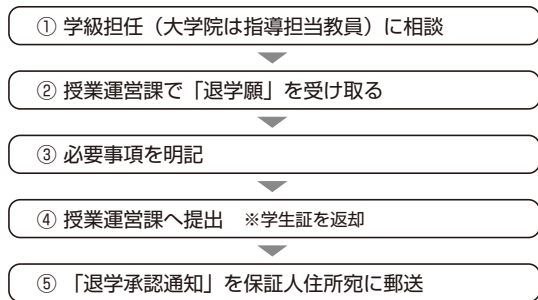 ① 学級担任（大学院は指導担当教員）に相談
② 授業運営課で「退学願」を受け取る
③ 必要事項を明記
④ 授業運営課へ提出　※学生証を返却
⑤ 「退学承認通知」を保証人住所宛に郵送